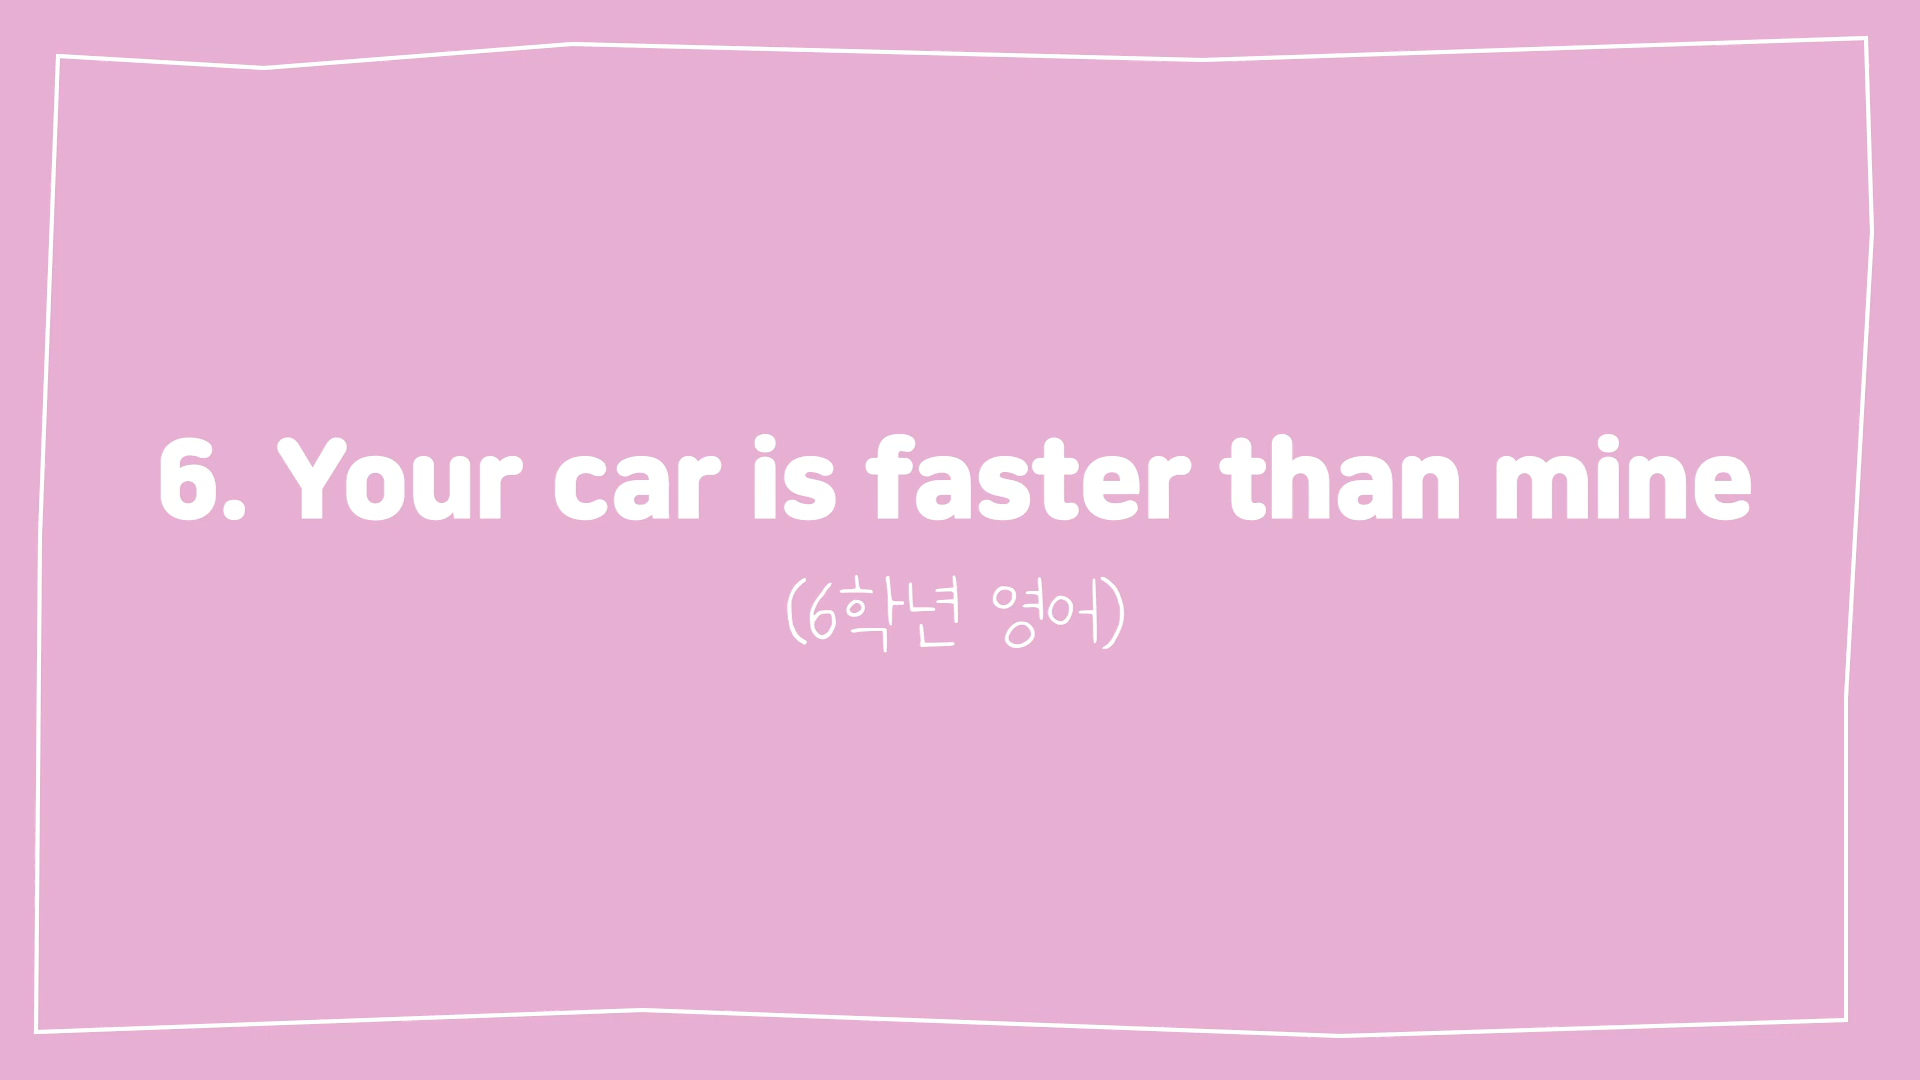 6. Your car is faster than mine
(6학년 영어)